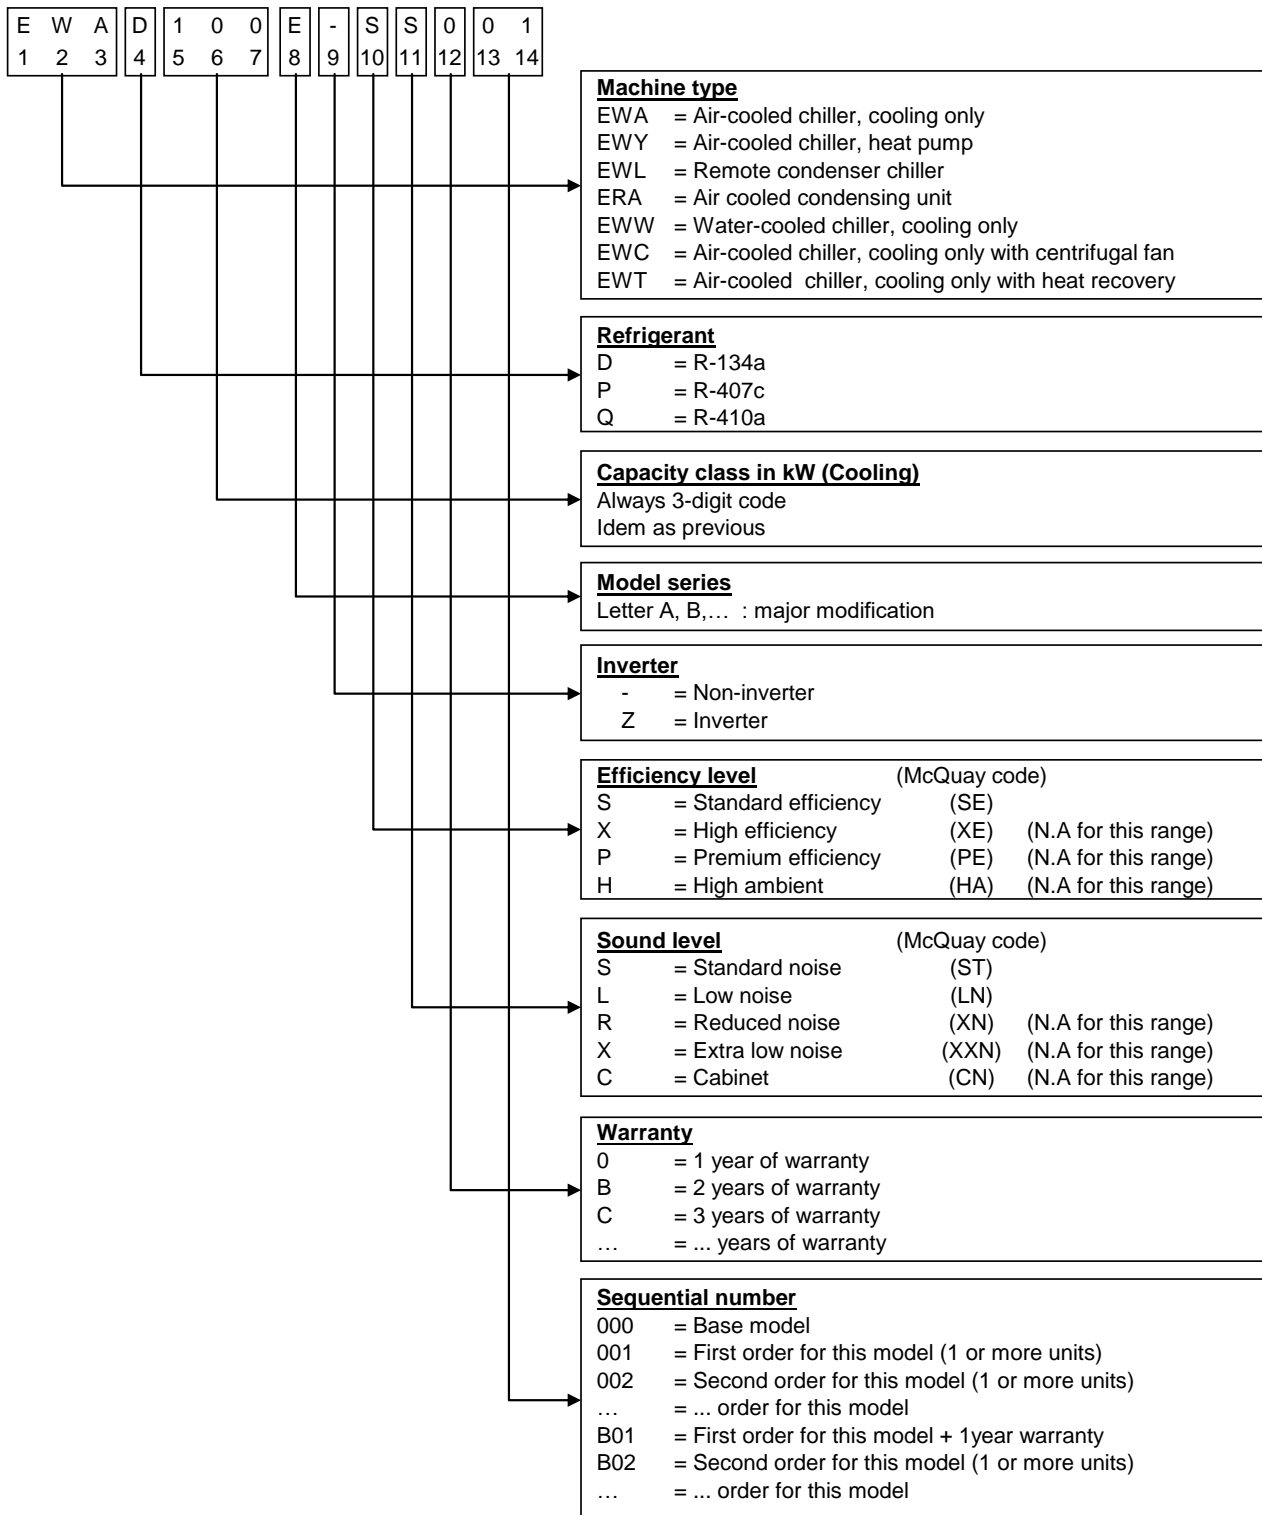 E W A D 1 0 0 E - S S 0 0 1
1 2 3 4 5 6 7 8 9 10 11 12 13 14
Machine type
EWA = Air-cooled chiller, cooling only
EWY = Air-cooled chiller, heat pump
EWL = Remote condenser chiller
ERA = Air cooled condensing unit
EWW = Water-cooled chiller, cooling only
EWC = Air-cooled chiller, cooling only with centrifugal fan
EWT = Air-cooled chiller, cooling only with heat recovery
Refrigerant
D = R-134a
P = R-407c
Q = R-410a
Capacity class in kW (Cooling)
Always 3-digit code
Idem as previous
Model series
Letter A, B,… : major modification
Inverter
- = Non-inverter
Z = Inverter
Efficiency level (McQuay code)
S = Standard efficiency (SE)
X = High efficiency (XE) (N.A for this range)
P = Premium efficiency (PE) (N.A for this range)
H = High ambient (HA) (N.A for this range)
Sound level (McQuay code)
S = Standard noise (ST)
L = Low noise (LN)
R = Reduced noise (XN) (N.A for this range)
X = Extra low noise (XXN) (N.A for this range)
C = Cabinet (CN) (N.A for this range)
Warranty
0 = 1 year of warranty
B = 2 years of warranty
C = 3 years of warranty
… = ... years of warranty
Sequential number
000 = Base model
001 = First order for this model (1 or more units)
002 = Second order for this model (1 or more units)
… = ... order for this model
B01 = First order for this model + 1year warranty
B02 = Second order for this model (1 or more units)
… = ... order for this model